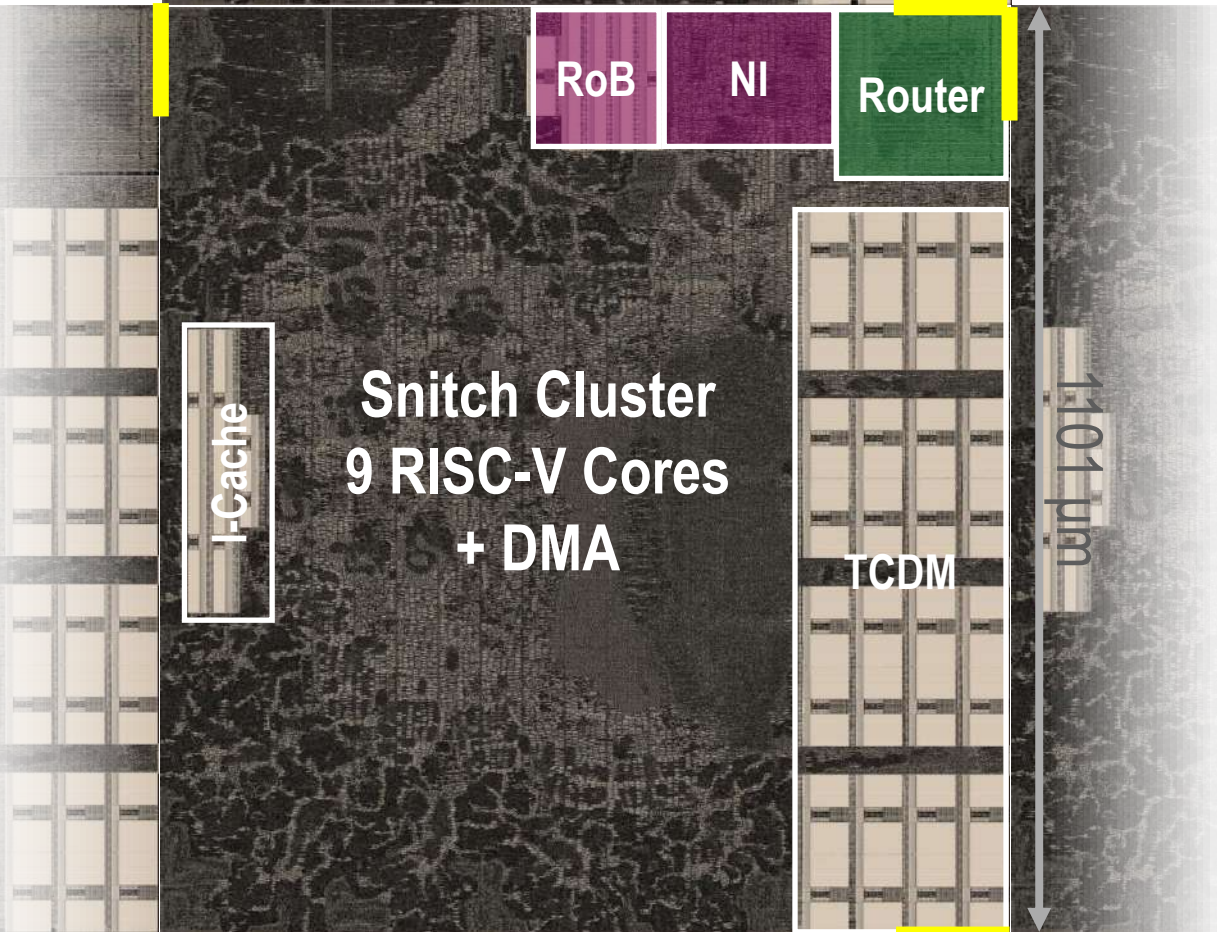 RoB
NI
Router
I-Cache
Snitch Cluster
9 RISC-V Cores
+ DMA
TCDM
1101 µm